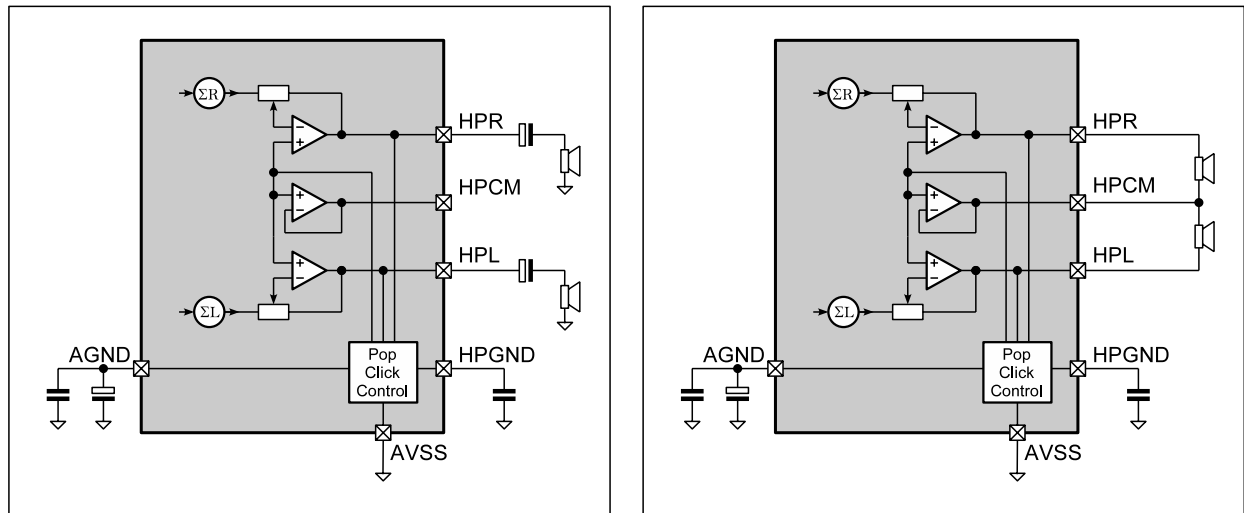 ΣR
−
+
HPR
+
−
HPCM
+
−
HPL
ΣL
AGND
Pop
Click
Control
HPGND
AVSS
ΣR
−
+
HPR
+
−
HPCM
+
−
HPL
ΣL
AGND
Pop
Click
Control
HPGND
AVSS